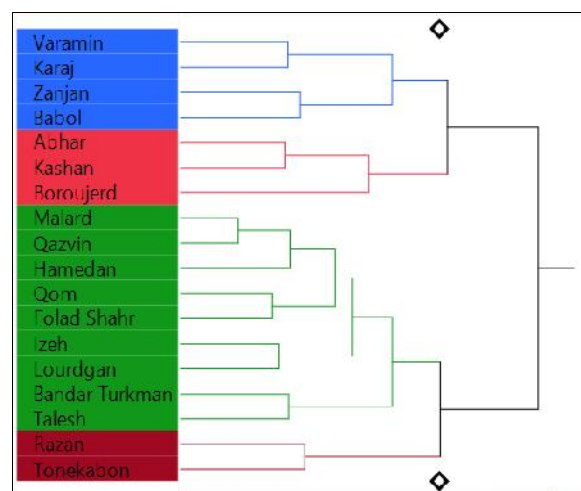 Varamin
Karaj
Zanjan
Babol
Abhar
Kashan
Boroujerd
Malard
Qazvin
Hamedan
Qom
Folad Shahr
Izeh
Lourdgan
Bandar Turkman
Talesh
Razan
Tonekabon